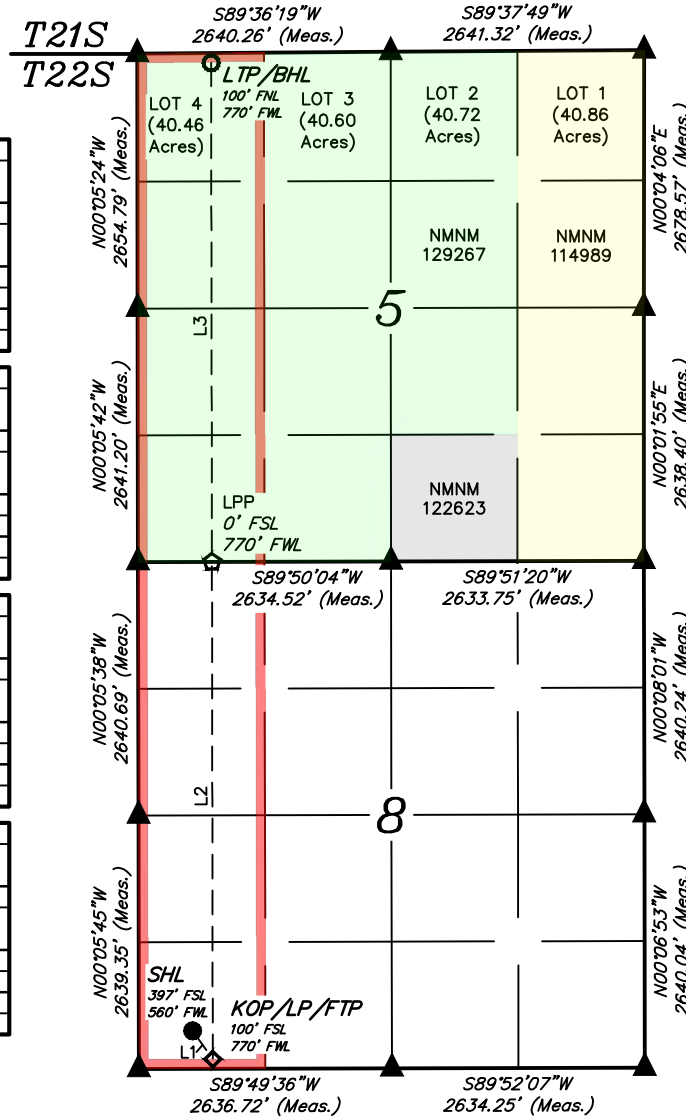 S89°36'19"W
2640.26' (Meas.)
S89°37'49"W
2641.32' (Meas.)
T21S
T22S
LTP/BHL
100' FNL
770' FWL
LOT 4
(40.46
Acres)
LOT 3
(40.60
Acres)
LOT 2
(40.72
Acres)
LOT 1
(40.86
Acres)
N00°05'24"W
2654.79' (Meas.)
N00°04'06"E
2678.57' (Meas.)
NMNM
129267
NMNM
114989
5
L3
N00°05'42"W
2641.20' (Meas.)
N00°01'55"E
2638.40' (Meas.)
NMNM
122623
LPP
0' FSL
770' FWL
S89°50'04"W
2634.52' (Meas.)
S89°51'20"W
2633.75' (Meas.)
N00°05'38"W
2640.69' (Meas.)
N00°08'01"W
2640.24' (Meas.)
L2
8
N00°05'45"W
2639.35' (Meas.)
N00°06'53"W
2640.04' (Meas.)
SHL
397' FSL
560' FWL
KOP/LP/FTP
100' FSL
770' FWL
L1
S89°49'36"W
2636.72' (Meas.)
S89°52'07"W
2634.25' (Meas.)